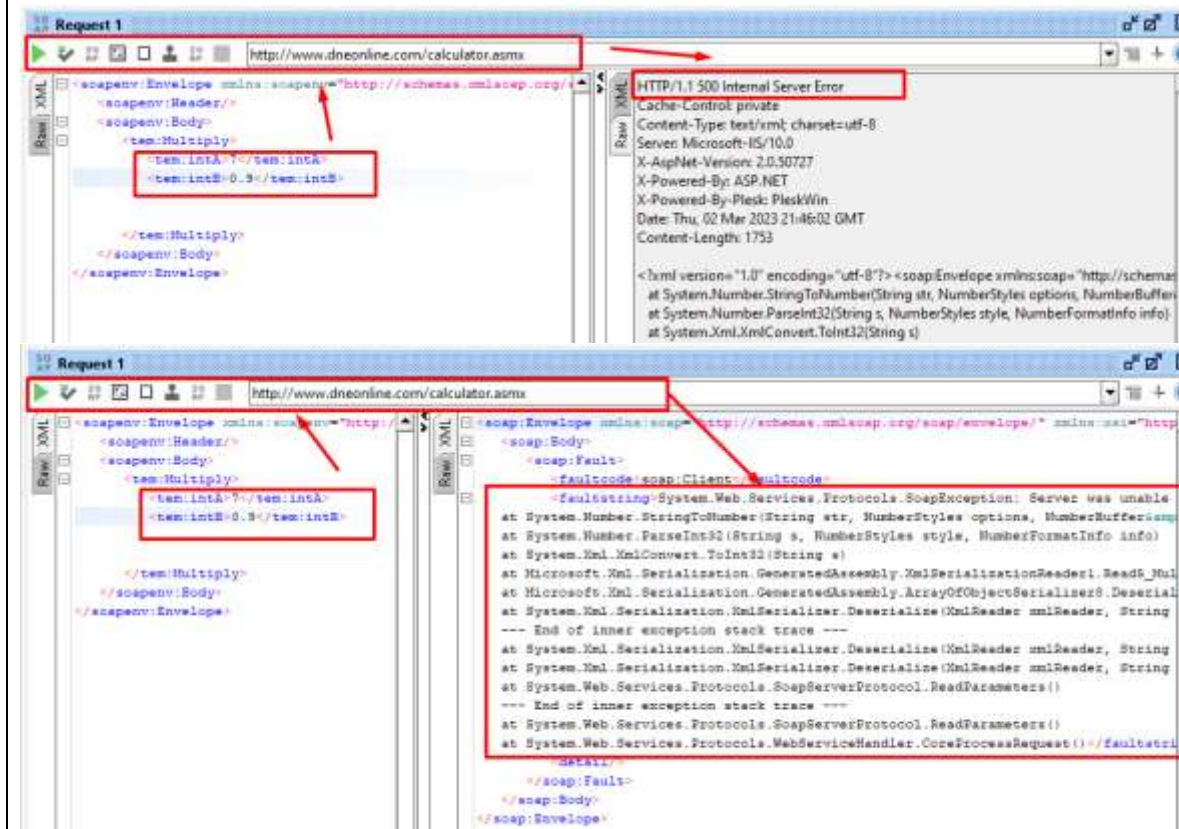 Request 1
http://www.dneonline.com/calculator.asmx
XML
Raw
<soapenv:Envelope xmlns:soapenv="http://schemas.xmlsoap.org/
<soapenv:Header/>
<soapenv:Body>
<tem:Multiply>
<tem:intA>7</tem:intA>
<tem:intB>0.9</tem:intB>
</tem:Multiply>
</soapenv:Body>
</soapenv:Envelope>
XML
Raw
HTTP/1.1 500 Internal Server Error
Cache-Control: private
Content-Type: text/xml; charset=utf-8
Server: Microsoft-IIS/10.0
X-AspNet-Version: 2.0.50727
X-Powered-By: ASP.NET
X-Powered-By-Plesk: PleskWin
Date: Thu, 02 Mar 2023 21:46:02 GMT
Content-Length: 1753
<?xml version="1.0" encoding="utf-8"?><soap:Envelope xmlns:soap="http://schemas
at System.Number.StringToNumber(String str, NumberStyles options, NumberBuffer
at System.Number.ParseInt32(String s, NumberStyles style, NumberFormatInfo info)
at System.Xml.XmlConvert.ToInt32(String s)
Request 1
http://www.dneonline.com/calculator.asmx
XML
Raw
<soapenv:Envelope xmlns:soapenv="http:/
<soapenv:Header/>
<soapenv:Body>
<tem:Multiply>
<tem:intA>7</tem:intA>
<tem:intB>0.9</tem:intB>
</tem:Multiply>
</soapenv:Body>
</soapenv:Envelope>
XML
Raw
<soap:Envelope xmlns:soap="http://schemas.xmlsoap.org/soap/envelope/" xmlns:xsi="http
<soap:Body>
<soap:Fault>
<faultcode>soap:Client</faultcode>
<faultstring>System.Web.Services.Protocols.SoapException: Server was unable
at System.Number.StringToNumber(String str, NumberStyles options, NumberBuffer&amp
at System.Number.ParseInt32(String s, NumberStyles style, NumberFormatInfo info)
at System.Xml.XmlConvert.ToInt32(String s)
at Microsoft.Xml.Serialization.GeneratedAssembly.XmlSerializationReader1.Read5_Mul
at Microsoft.Xml.Serialization.GeneratedAssembly.ArrayOfObjectSerializer8.Deserial
at System.Xml.Serialization.XmlSerializer.Deserialize(XmlReader xmlReader, String
--- End of inner exception stack trace ---
at System.Xml.Serialization.XmlSerializer.Deserialize(XmlReader xmlReader, String
at System.Xml.Serialization.XmlSerializer.Deserialize(XmlReader xmlReader, String
at System.Web.Services.Protocols.SoapServerProtocol.ReadParameters()
--- End of inner exception stack trace ---
at System.Web.Services.Protocols.SoapServerProtocol.ReadParameters()
at System.Web.Services.Protocols.WebServiceHandler.CoreProcessRequest()</faultstri
<detail/>
</soap:Fault>
</soap:Body>
</soap:Envelope>